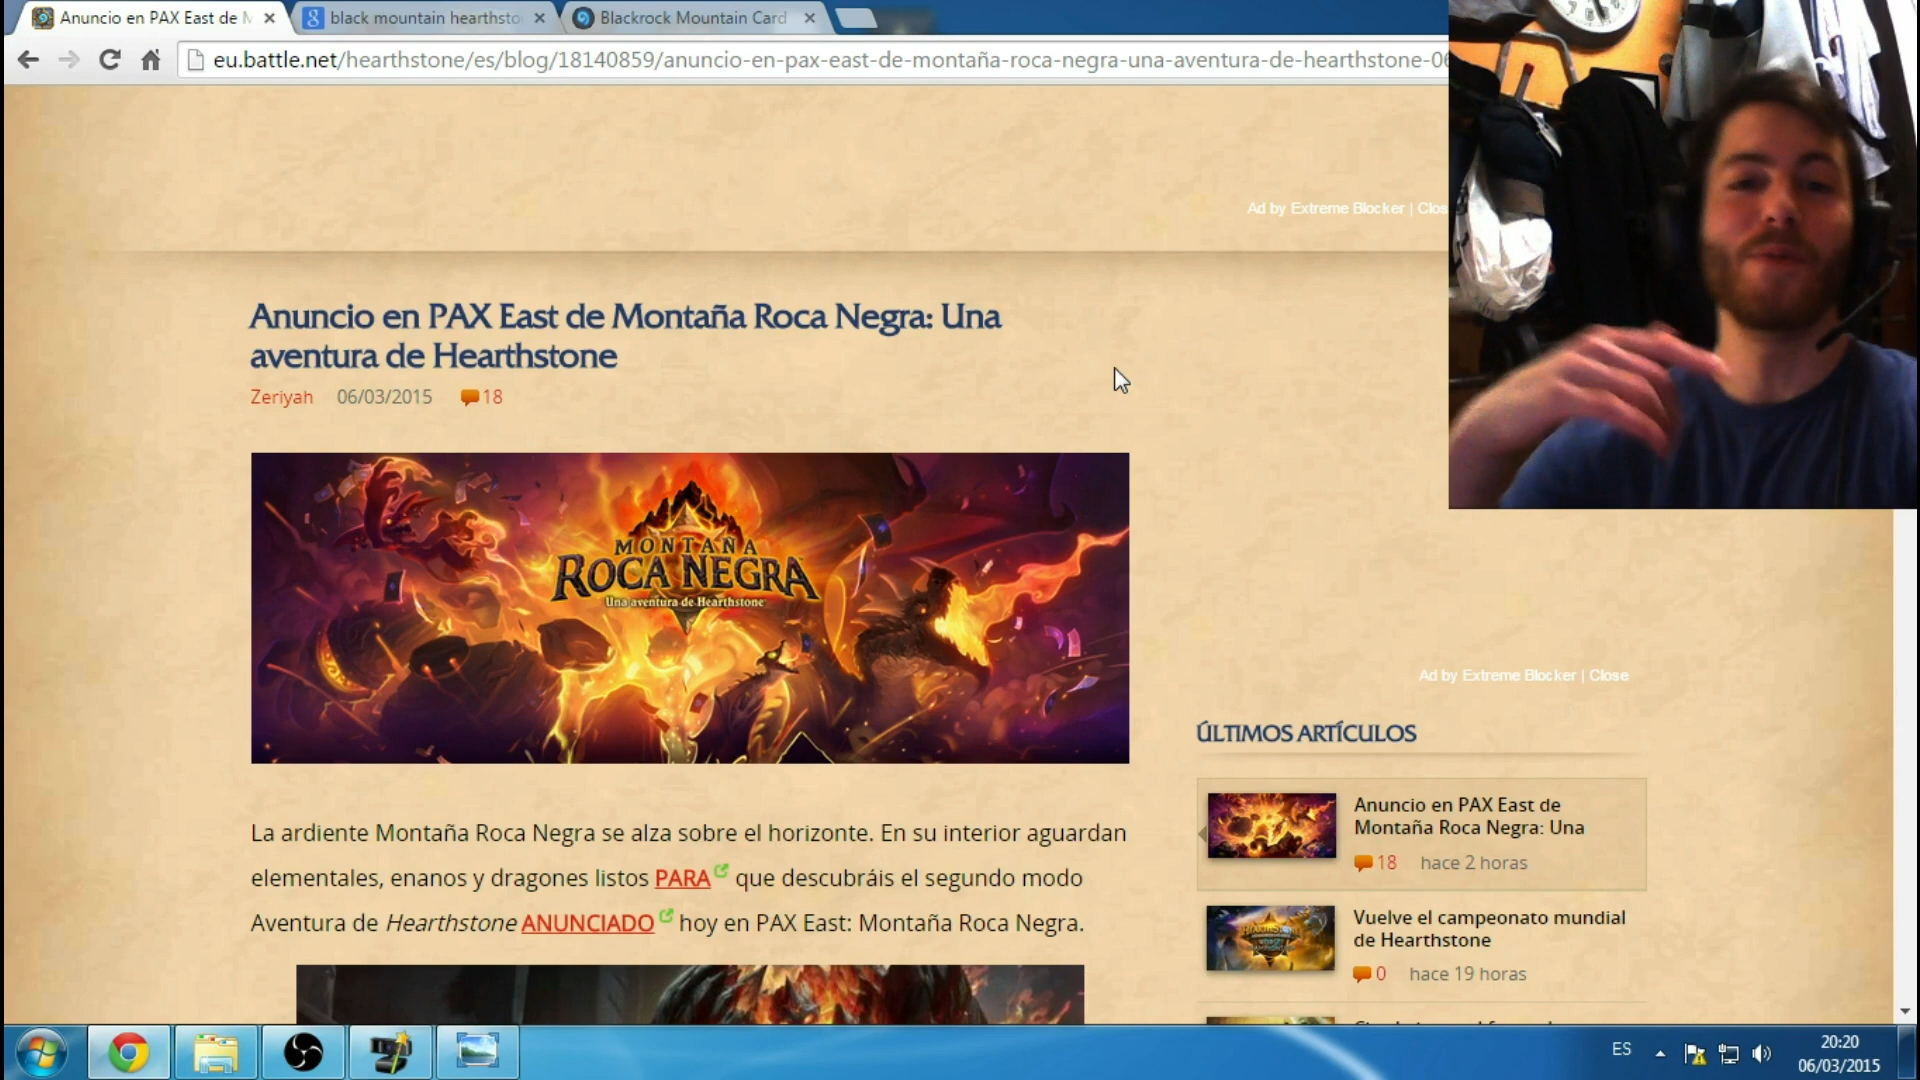 Anuncio en PAX East de M
black mountain hearthsto
Blackrock Mountain Card
eu.battle.net/hearthstone/es/blog/18140859/anuncio-en-pax-east-de-montaña-roca-negra-una-aventura-de-hearthstone-06
Ad by Extreme Blocker | Clos
Anuncio en PAX East de Montaña Roca Negra: Una
aventura de Hearthstone
Zeriyah 06/03/2015 18
MONTAÑA
ROCA NEGRA
Una aventura de Hearthstone
La ardiente Montaña Roca Negra se alza sobre el horizonte. En su interior aguardan
elementales, enanos y dragones listos PARA que descubráis el segundo modo
Aventura de Hearthstone ANUNCIADO hoy en PAX East: Montaña Roca Negra.
Ad by Extreme Blocker | Close
ÚLTIMOS ARTÍCULOS
Anuncio en PAX East de
Montaña Roca Negra: Una
18 hace 2 horas
Vuelve el campeonato mundial
de Hearthstone
0 hace 19 horas
ES
20:20
06/03/2015